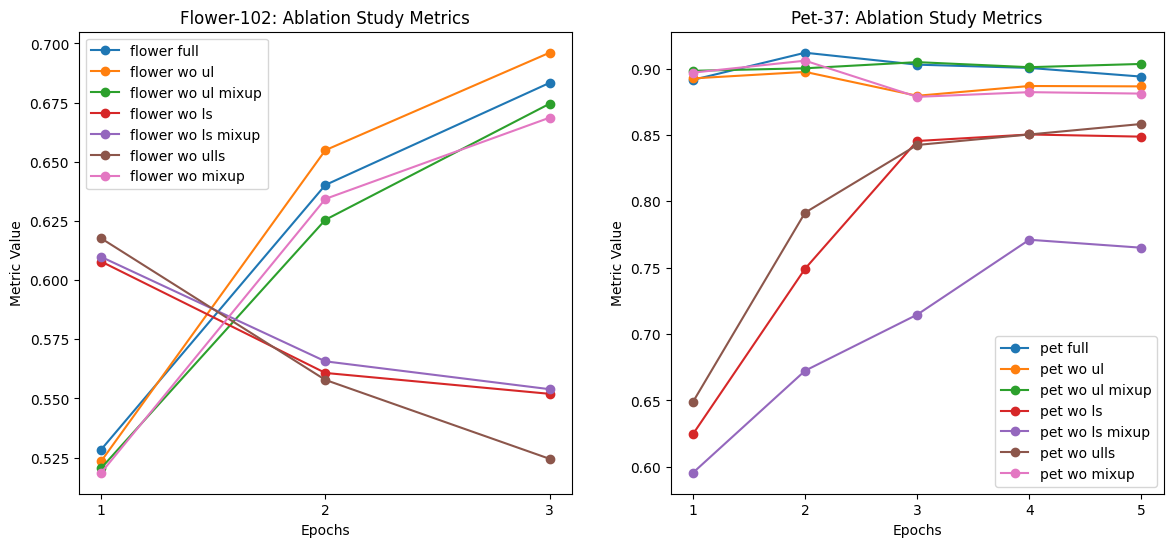 Flower-102: Ablation Study Metrics
0.700
0.675
0.650
0.625
0.600
0.575
0.550
0.525
Metric Value
flower full
flower wo ul
flower wo ul mixup
flower wo ls
flower wo ls mixup
flower wo ulls
flower wo mixup
1
2
3
Epochs
Pet-37: Ablation Study Metrics
0.90
0.85
0.80
0.75
0.70
0.65
0.60
Metric Value
pet full
pet wo ul
pet wo ul mixup
pet wo ls
pet wo ls mixup
pet wo ulls
pet wo mixup
1
2
3
4
5
Epochs